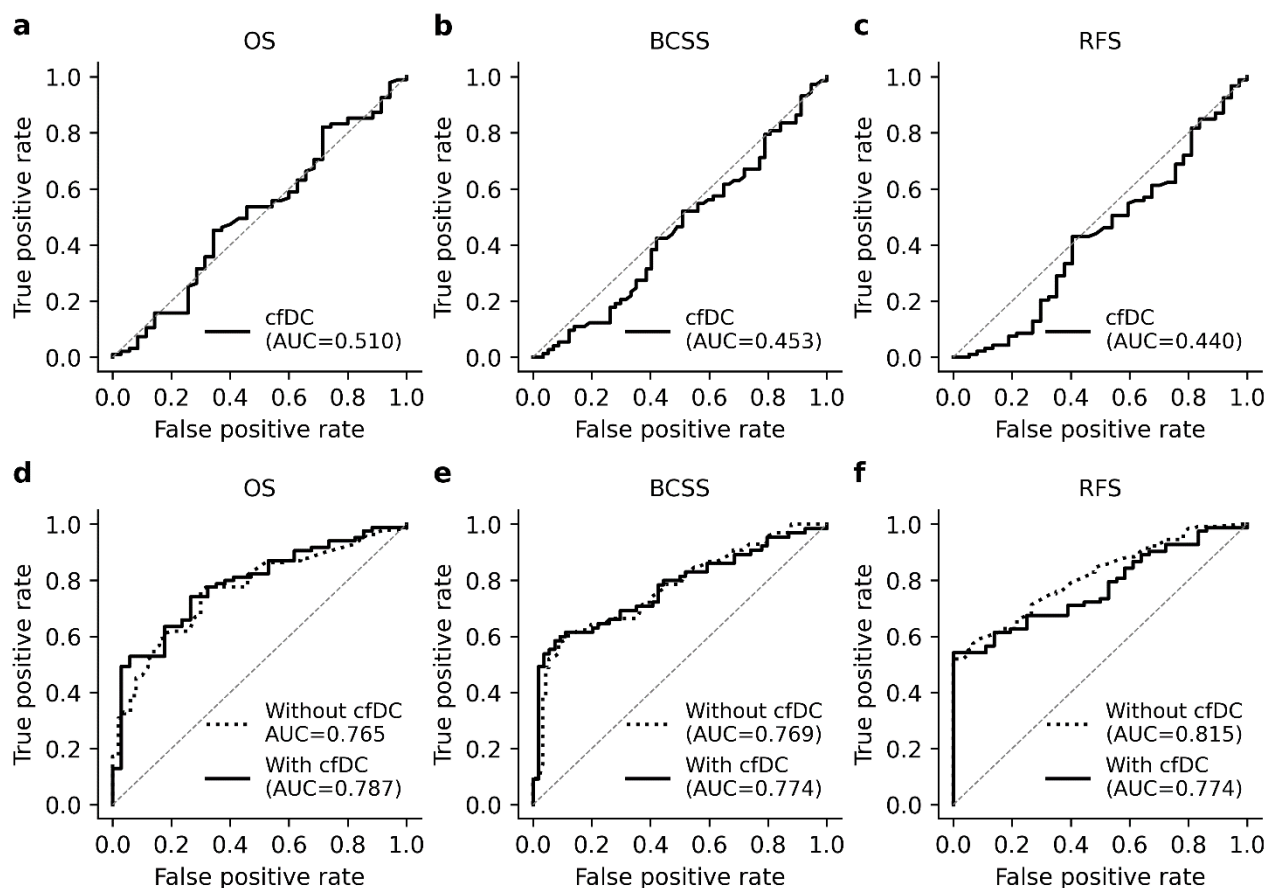 a
OS
True positive rate
1.0
0.8
0.6
0.4
0.2
0.0
cfDC
(AUC=0.510)
0.0 0.2 0.4 0.6 0.8 1.0
False positive rate
b
BCSS
True positive rate
1.0
0.8
0.6
0.4
0.2
0.0
cfDC
(AUC=0.453)
0.0 0.2 0.4 0.6 0.8 1.0
False positive rate
c
RFS
True positive rate
1.0
0.8
0.6
0.4
0.2
0.0
cfDC
(AUC=0.440)
0.0 0.2 0.4 0.6 0.8 1.0
False positive rate
d
OS
True positive rate
1.0
0.8
0.6
0.4
0.2
0.0
Without cfDC
AUC=0.765
With cfDC
(AUC=0.787)
0.0 0.2 0.4 0.6 0.8 1.0
False positive rate
e
BCSS
True positive rate
1.0
0.8
0.6
0.4
0.2
0.0
Without cfDC
(AUC=0.769)
With cfDC
(AUC=0.774)
0.0 0.2 0.4 0.6 0.8 1.0
False positive rate
f
RFS
True positive rate
1.0
0.8
0.6
0.4
0.2
0.0
Without cfDC
(AUC=0.815)
With cfDC
(AUC=0.774)
0.0 0.2 0.4 0.6 0.8 1.0
False positive rate